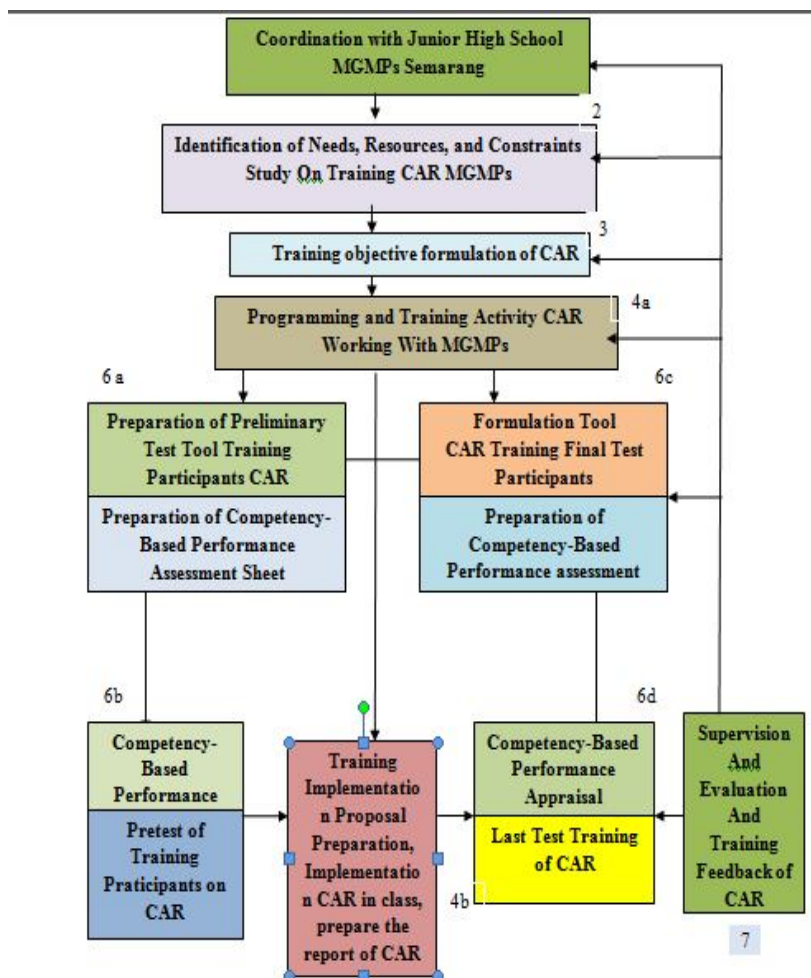 Coordination with Junior High School
MGMPs Semarang
2
Identification of Needs, Resources, and Constraints
Study On Training CAR MGMPs
3
Training objective formulation of CAR
4a
Programming and Training Activity CAR
Working With MGMPs
6a
6c
Preparation of Preliminary
Test Tool Training
Participants CAR
Formulation Tool
CAR Training Final Test
Participants
Preparation of Competency-
Based Performance
Assessment Sheet
Preparation of
Competency-Based
Performance assessment
6b
6d
Competency-
Based
Performance
Pretest of
Training
Praticipants on
CAR
Training
Implementatio
n Proposal
Preparation,
Implementatio
n CAR in class,
prepare the
report of CAR
Competency-Based
Performance
Appraisal
Last Test Training
of CAR
4b
Supervision
And
Evaluation
And
Training
Feedback of
CAR
7